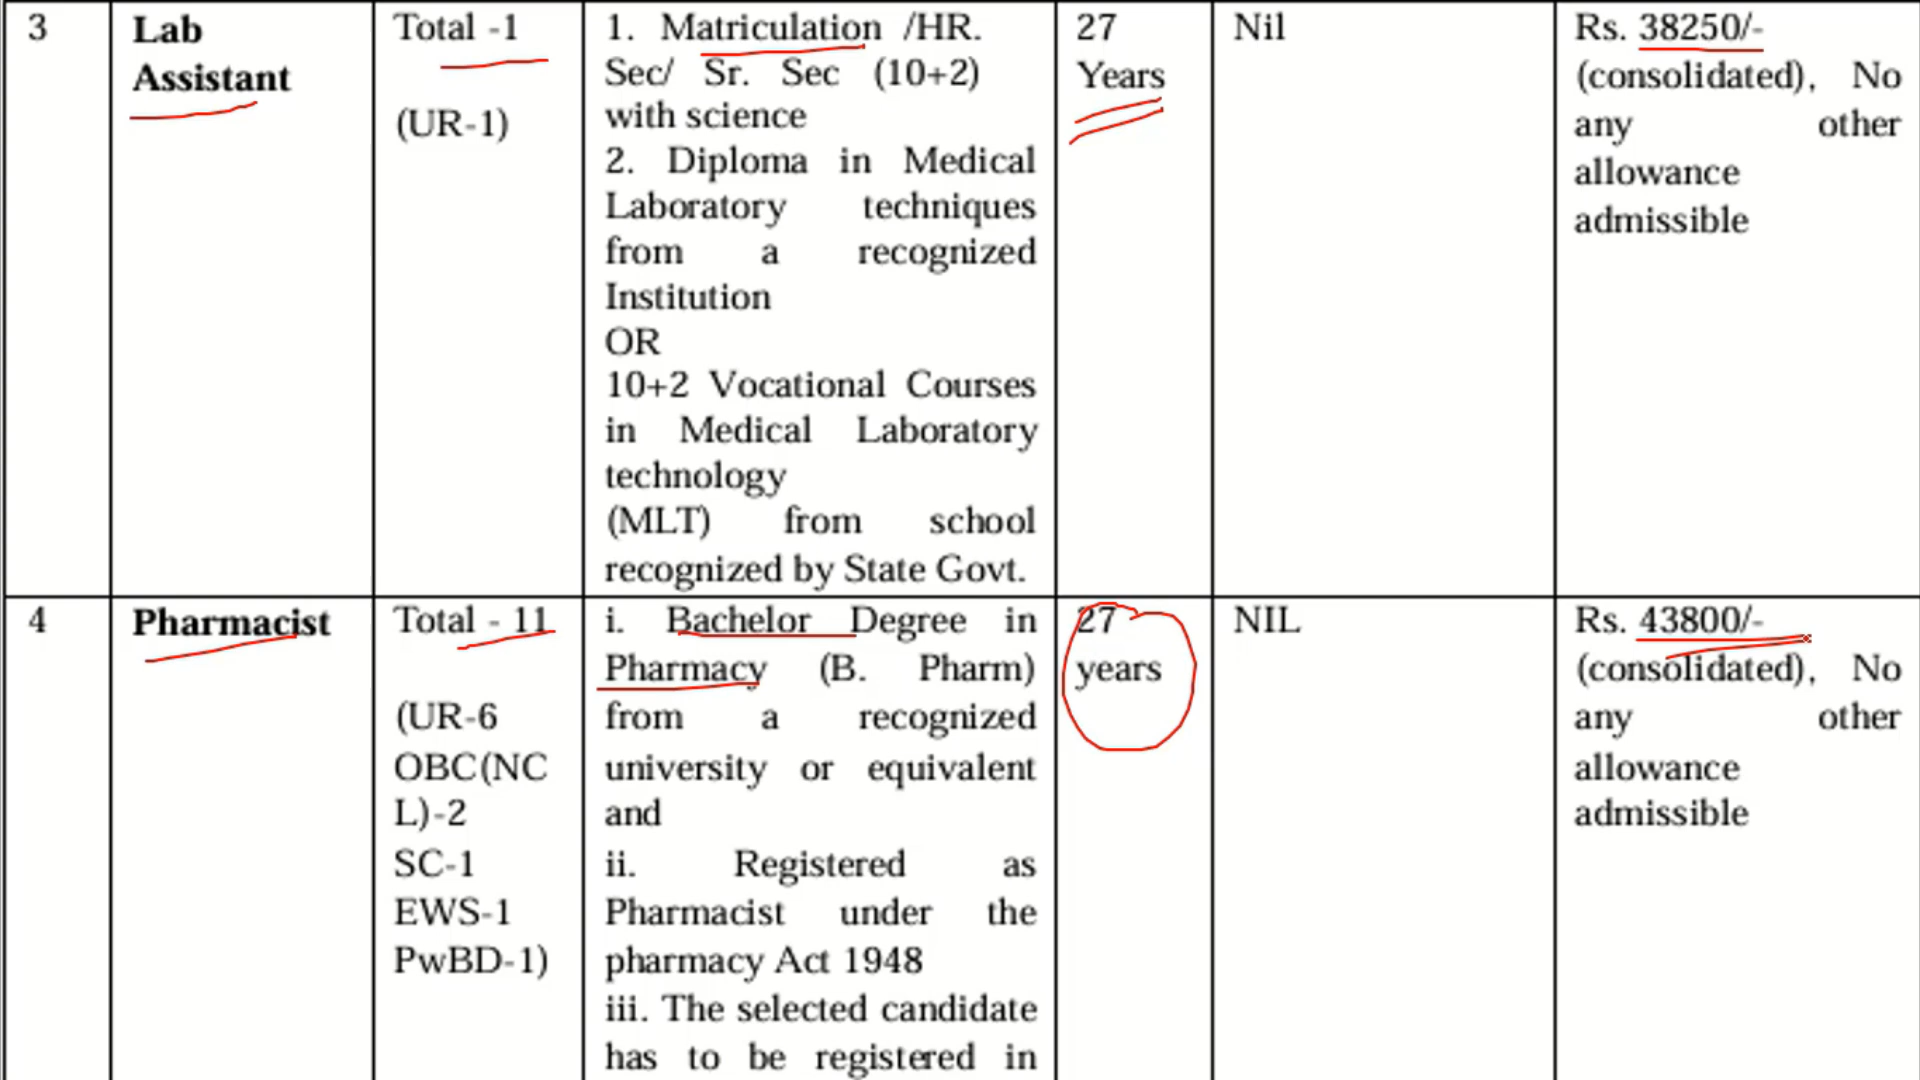 3
Lab
Assistant
Total -1
(UR-1)
1. Matriculation /HR.
Sec/ Sr. Sec (10+2)
with science
2. Diploma in Medical
Laboratory techniques
from a recognized
Institution
OR
10+2 Vocational Courses
in Medical Laboratory
technology
(MLT) from school
recognized by State Govt.
27
Years
Nil
Rs. 38250/-
(consolidated), No
any other
allowance
admissible
4
Pharmacist
Total - 11
(UR-6
OBC(NC
L)-2
SC-1
EWS-1
PwBD-1)
i. Bachelor Degree in
Pharmacy (B. Pharm)
from a recognized
university or equivalent
and
ii. Registered as
Pharmacist under the
pharmacy Act 1948
iii. The selected candidate
has to be registered in
27
years
NIL
Rs. 43800/-
(consolidated), No
any other
allowance
admissible